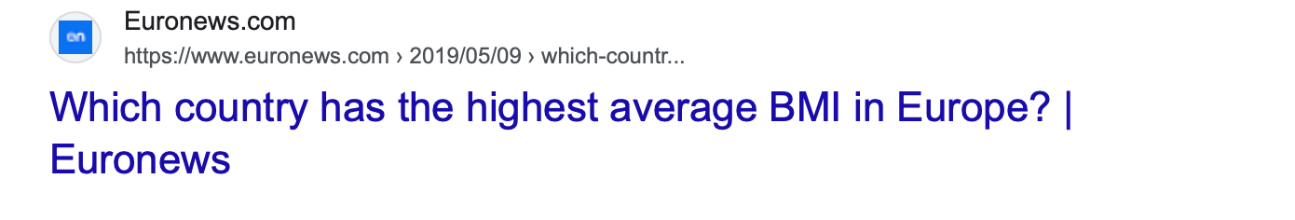 Euronews.com
https://www.euronews.com › 2019/05/09 › which-countr...
Which country has the highest average BMI in Europe? |
Euronews